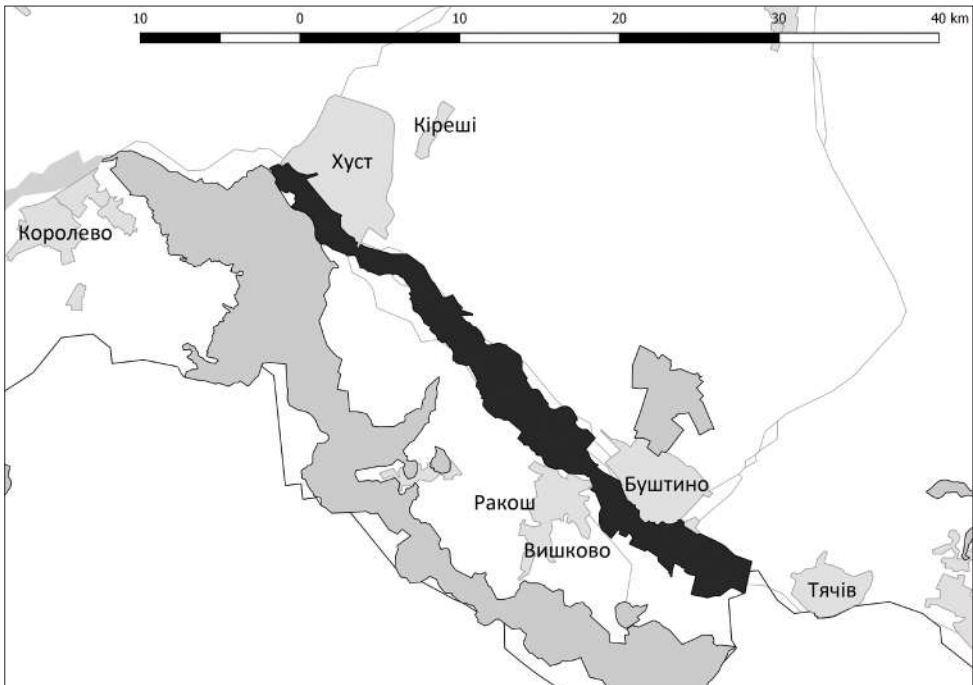 10 0 10 20 30 40 km
Кіреші
Хуст
Королево
Буштино
Ракош
Вишково
Тячів